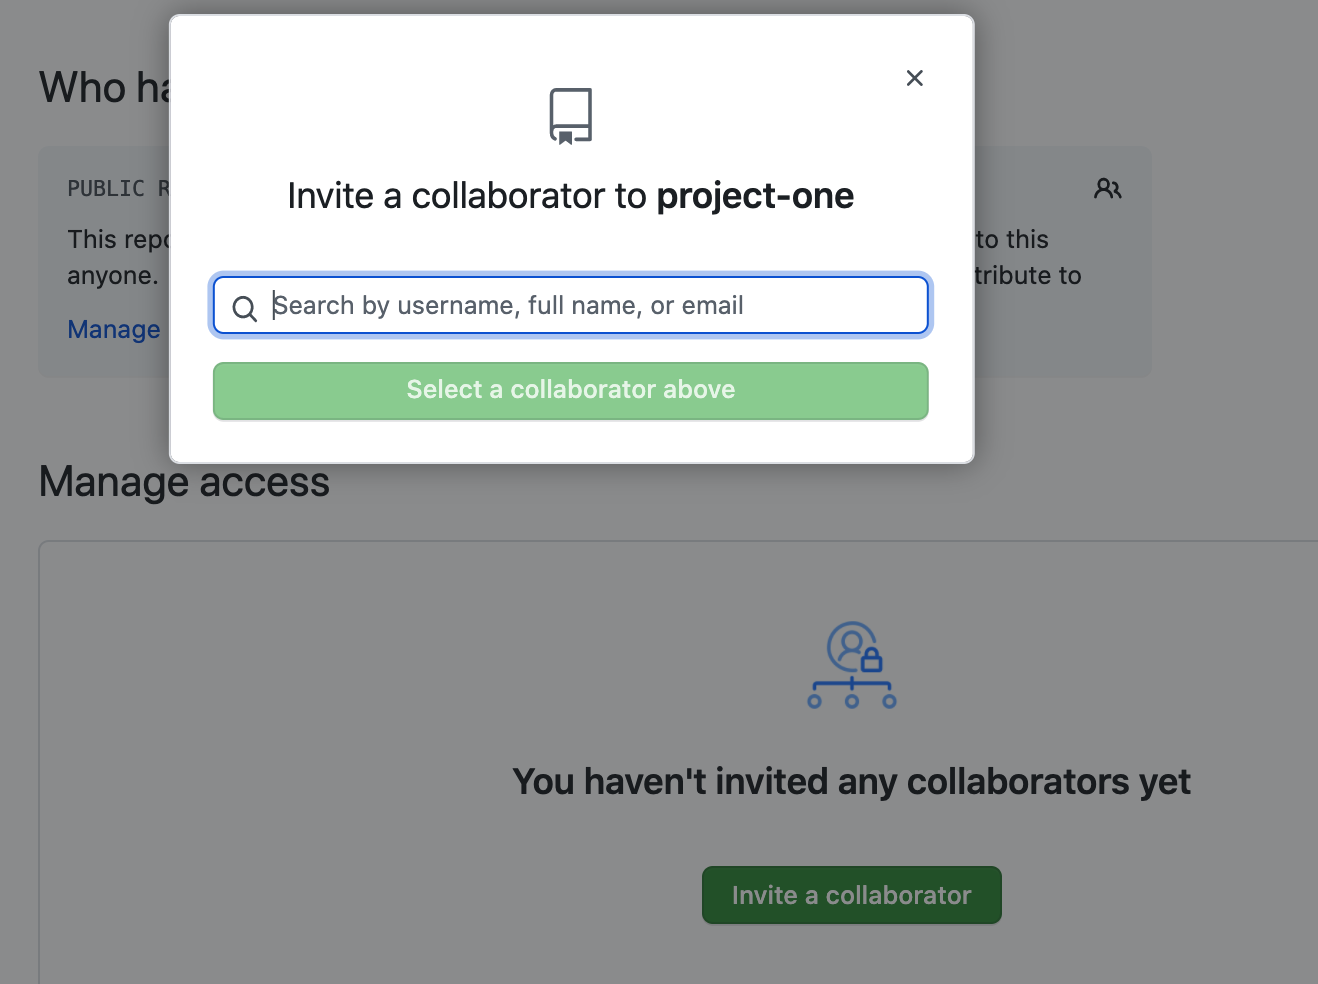 Who ha
Invite a collaborator to project-one
PUBLIC R
This repo
to this
anyone.
tribute to
Manage
Search by username, full name, or email
Select a collaborator above
Manage access
You haven't invited any collaborators yet
Invite a collaborator